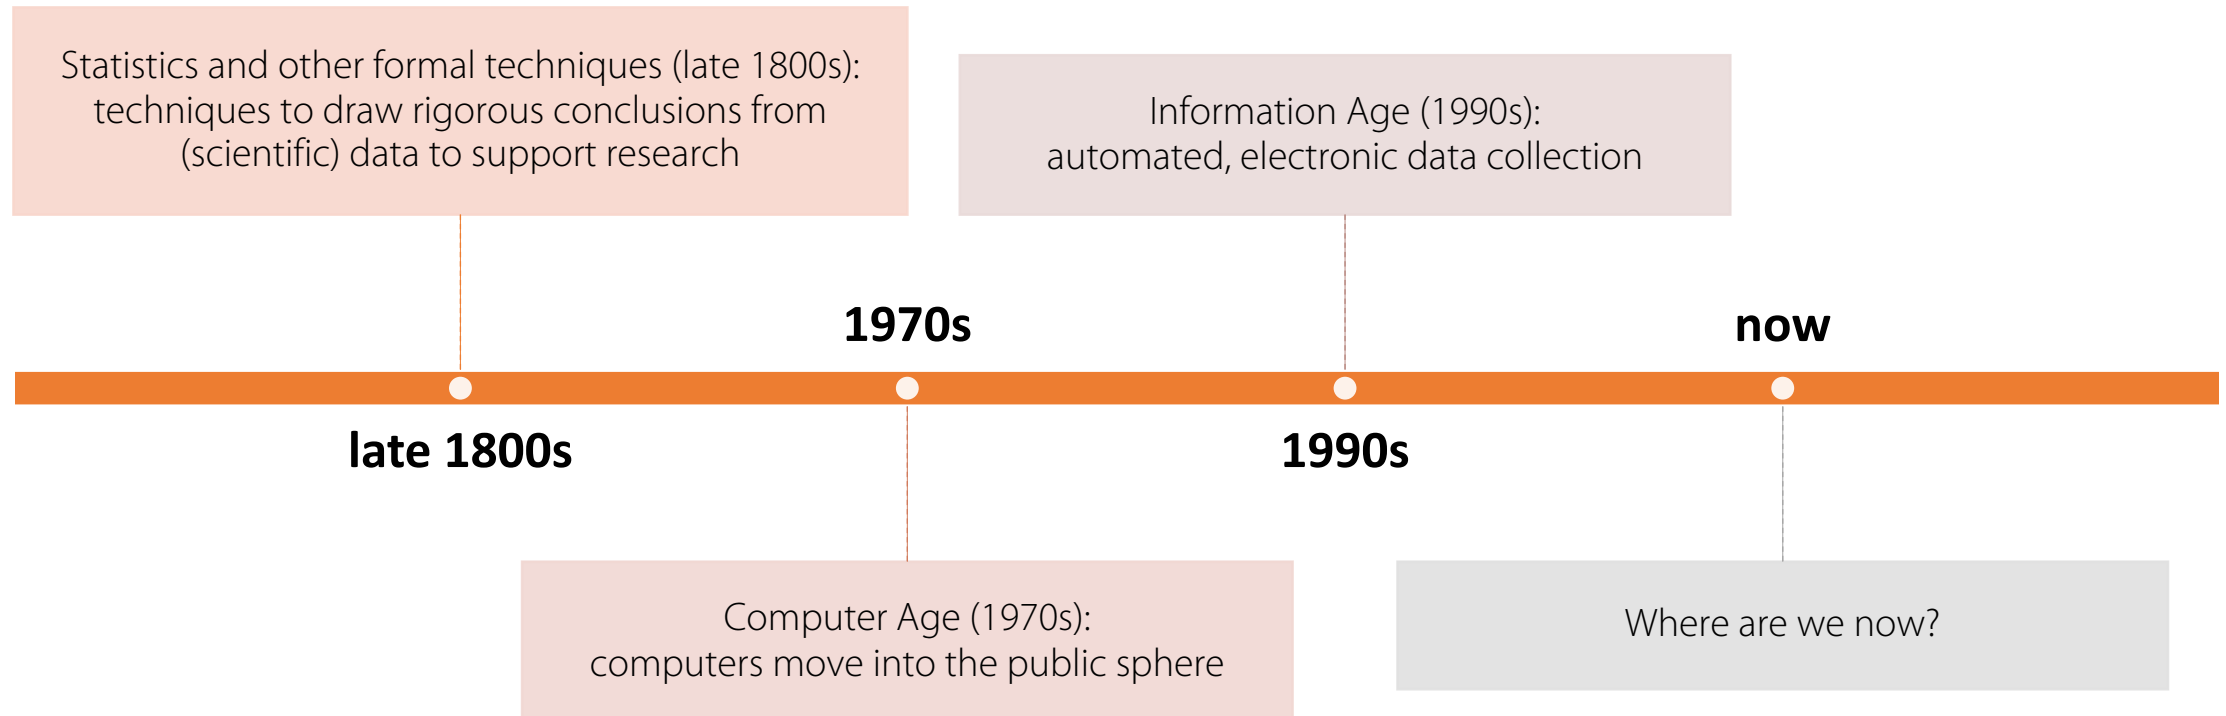 Statistics and other formal techniques (late 1800s):
techniques to draw rigorous conclusions from
(scientific) data to support research
Information Age (1990s):
automated, electronic data collection
1970s
now
late 1800s
1990s
Computer Age (1970s):
computers move into the public sphere
Where are we now?